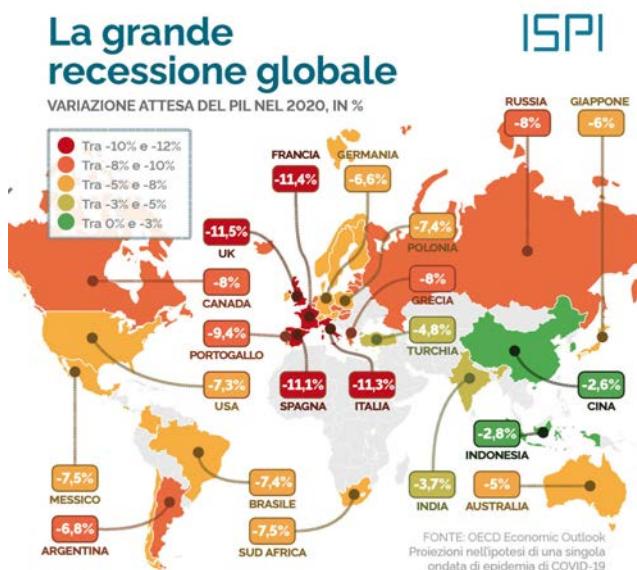 La grande
recessione globale
ISPI
VARIAZIONE ATTESA DEL PIL NEL 2020, IN %
Tra -10% e -12%
Tra -8% e -10%
Tra -5% e -8%
Tra -3% e -5%
Tra 0% e -3%
RUSSIA
-8%
GIAPPONE
-6%
FRANCIA
-11,4%
GERMANIA
-6,6%
-11,5%
UK
-7,4%
POLONIA
-8%
CANADA
-8%
GRECIA
-9,4%
PORTOGALLO
-4,8%
TURCHIA
-7,3%
USA
-11,1%
SPAGNA
-11,3%
ITALIA
-2,6%
CINA
-2,8%
INDONESIA
-7,5%
MESSICO
-7,4%
BRASILE
-3,7%
INDIA
-5%
AUSTRALIA
-6,8%
ARGENTINA
-7,5%
SUD AFRICA
FONTE: OECD Economic Outlook
Proiezioni nell'ipotesi di una singola
ondata di epidemia di COVID-19